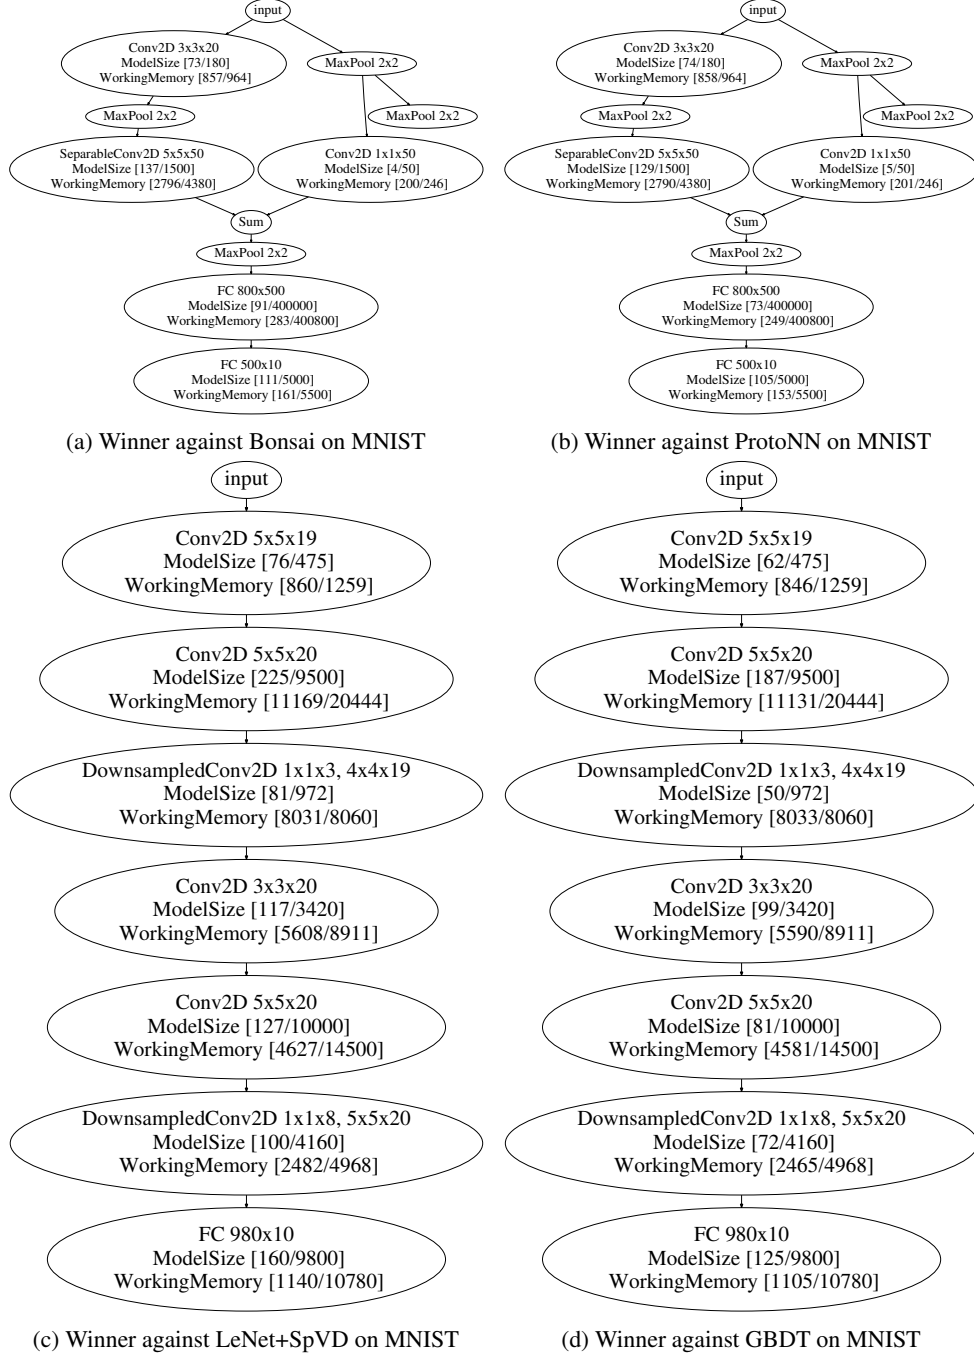 input
Conv2D 3x3x20
ModelSize [73/180]
WorkingMemory [857/964]
MaxPool 2x2
MaxPool 2x2
MaxPool 2x2
SeparableConv2D 5x5x50
ModelSize [137/1500]
WorkingMemory [2796/4380]
Conv2D 1x1x50
ModelSize [4/50]
WorkingMemory [200/246]
Sum
MaxPool 2x2
FC 800x500
ModelSize [91/400000]
WorkingMemory [283/400800]
FC 500x10
ModelSize [111/5000]
WorkingMemory [161/5500]
(a) Winner against Bonsai on MNIST
input
Conv2D 3x3x20
ModelSize [74/180]
WorkingMemory [858/964]
MaxPool 2x2
MaxPool 2x2
MaxPool 2x2
SeparableConv2D 5x5x50
ModelSize [129/1500]
WorkingMemory [2790/4380]
Conv2D 1x1x50
ModelSize [5/50]
WorkingMemory [201/246]
Sum
MaxPool 2x2
FC 800x500
ModelSize [73/400000]
WorkingMemory [249/400800]
FC 500x10
ModelSize [105/5000]
WorkingMemory [153/5500]
(b) Winner against ProtoNN on MNIST
input
Conv2D 5x5x19
ModelSize [76/475]
WorkingMemory [860/1259]
Conv2D 5x5x20
ModelSize [225/9500]
WorkingMemory [11169/20444]
DownsampledConv2D 1x1x3, 4x4x19
ModelSize [81/972]
WorkingMemory [8031/8060]
Conv2D 3x3x20
ModelSize [117/3420]
WorkingMemory [5608/8911]
Conv2D 5x5x20
ModelSize [127/10000]
WorkingMemory [4627/14500]
DownsampledConv2D 1x1x8, 5x5x20
ModelSize [100/4160]
WorkingMemory [2482/4968]
FC 980x10
ModelSize [160/9800]
WorkingMemory [1140/10780]
(c) Winner against LeNet+SpVD on MNIST
input
Conv2D 5x5x19
ModelSize [62/475]
WorkingMemory [846/1259]
Conv2D 5x5x20
ModelSize [187/9500]
WorkingMemory [11131/20444]
DownsampledConv2D 1x1x3, 4x4x19
ModelSize [50/972]
WorkingMemory [8033/8060]
Conv2D 3x3x20
ModelSize [99/3420]
WorkingMemory [5590/8911]
Conv2D 5x5x20
ModelSize [81/10000]
WorkingMemory [4581/14500]
DownsampledConv2D 1x1x8, 5x5x20
ModelSize [72/4160]
WorkingMemory [2465/4968]
FC 980x10
ModelSize [125/9800]
WorkingMemory [1105/10780]
(d) Winner against GBDT on MNIST